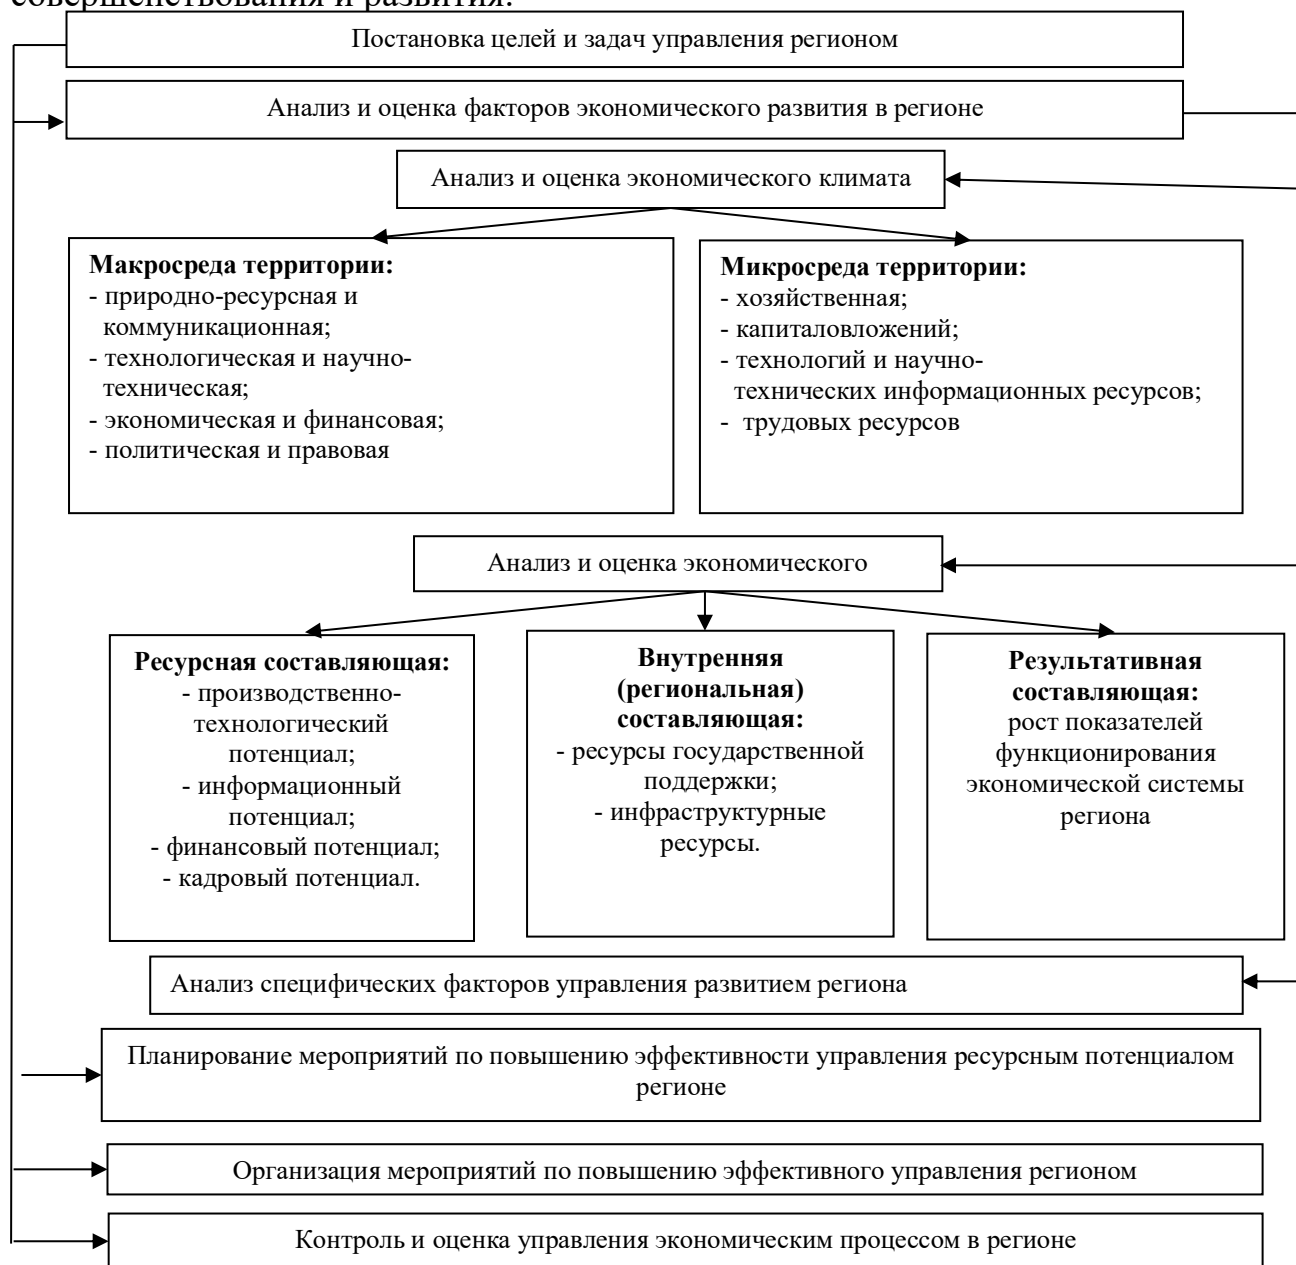 совершенствования и развития.
Постановка целей и задач управления регионом
Анализ и оценка факторов экономического развития в регионе
Анализ и оценка экономического климата
Макросреда территории:
- природно-ресурсная и
коммуникационная;
- технологическая и научно-
техническая;
- экономическая и финансовая;
- политическая и правовая
Микросреда территории:
- хозяйственная;
- капиталовложений;
- технологий и научно-
технических информационных ресурсов;
- трудовых ресурсов
Анализ и оценка экономического
Ресурсная составляющая:
- производственно-
технологический
потенциал;
- информационный
потенциал;
- финансовый потенциал;
- кадровый потенциал.
Внутренняя
(региональная)
составляющая:
- ресурсы государственной
поддержки;
- инфраструктурные
ресурсы.
Результативная
составляющая:
рост показателей
функционирования
экономической системы
региона
Анализ специфических факторов управления развитием региона
Планирование мероприятий по повышению эффективности управления ресурсным потенциалом
регионе
Организация мероприятий по повышению эффективного управления регионом
Контроль и оценка управления экономическим процессом в регионе